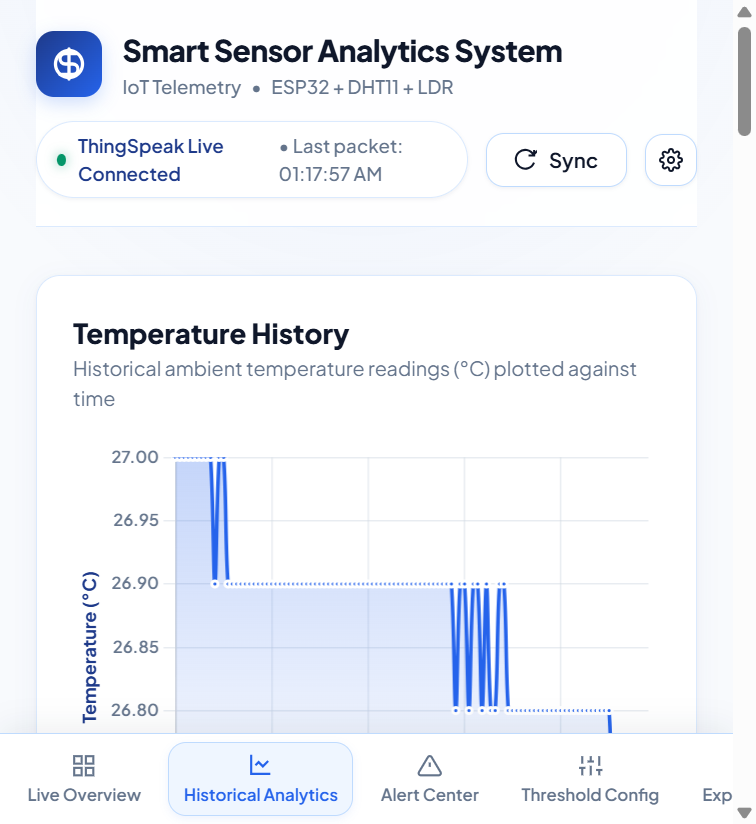 Smart Sensor Analytics System
IoT Telemetry • ESP32 + DHT11 + LDR
ThingSpeak Live
Connected
• Last packet:
01:17:57 AM
Sync
Temperature History
Historical ambient temperature readings (°C) plotted against
time
27.00
26.95
26.90
26.85
26.80
Temperature (°C)
Live Overview
Historical Analytics
Alert Center
Threshold Config
Exp